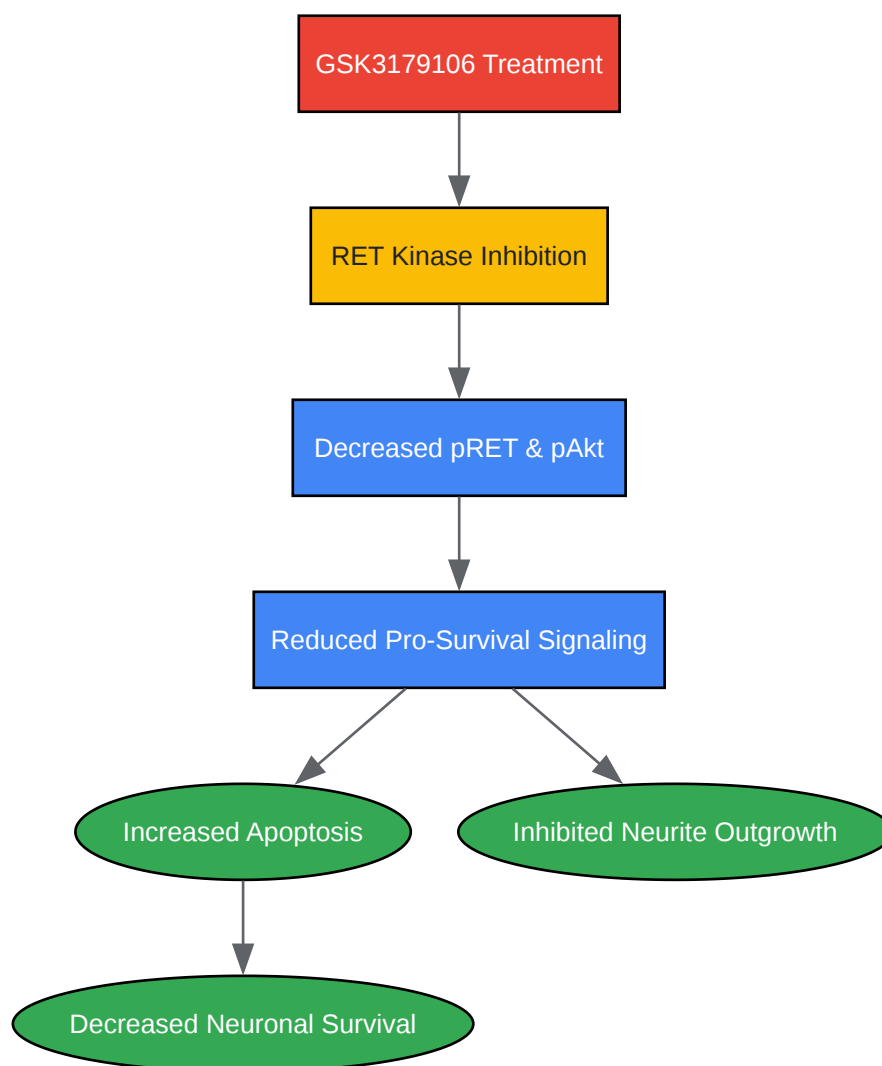 GSK3179106 Treatment
RET Kinase Inhibition
Decreased pRET & pAkt
Reduced Pro-Survival Signaling
Increased Apoptosis
Inhibited Neurite Outgrowth
Decreased Neuronal Survival